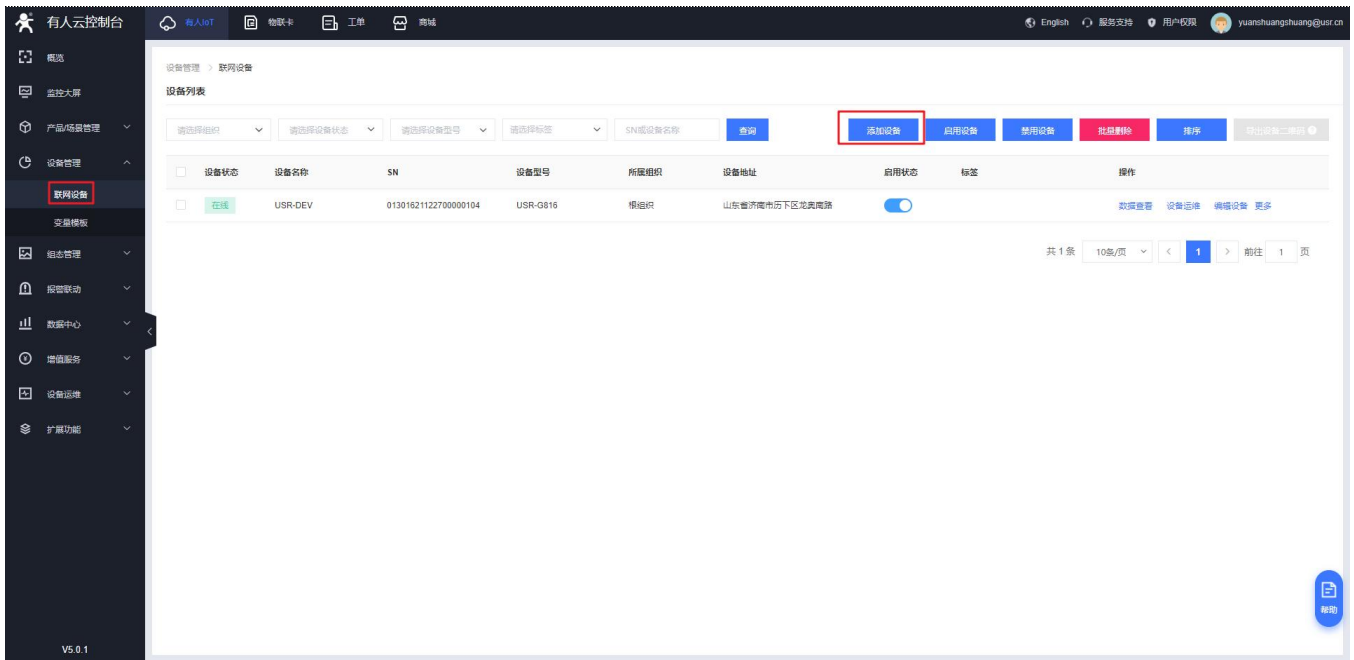 有人云控制台
有人IoT
物联卡
工单
商城
English
服务支持
用户权限
yuanshuangshuang@usr.cn
概览
监控大屏
产品/场景管理
设备管理
联网设备
变量模板
组态管理
报警联动
数据中心
增值服务
设备运维
扩展功能
V5.0.1
设备管理 > 联网设备
设备列表
请选择组织 请选择设备状态 请选择设备型号 请选择标签 SN或设备名称 查询 添加设备 启用设备 禁用设备 批量删除 排序 导出设备二维码
设备状态 设备名称 SN 设备型号 所属组织 设备地址 启用状态 标签 操作
在线 USR-DEV 01301621122700000104 USR-G816 根组织 山东省济南市历下区龙奥南路 数据查看 设备运维 编辑设备 更多
共 1 条 10条/页 < 1 > 前往 1 页
帮助